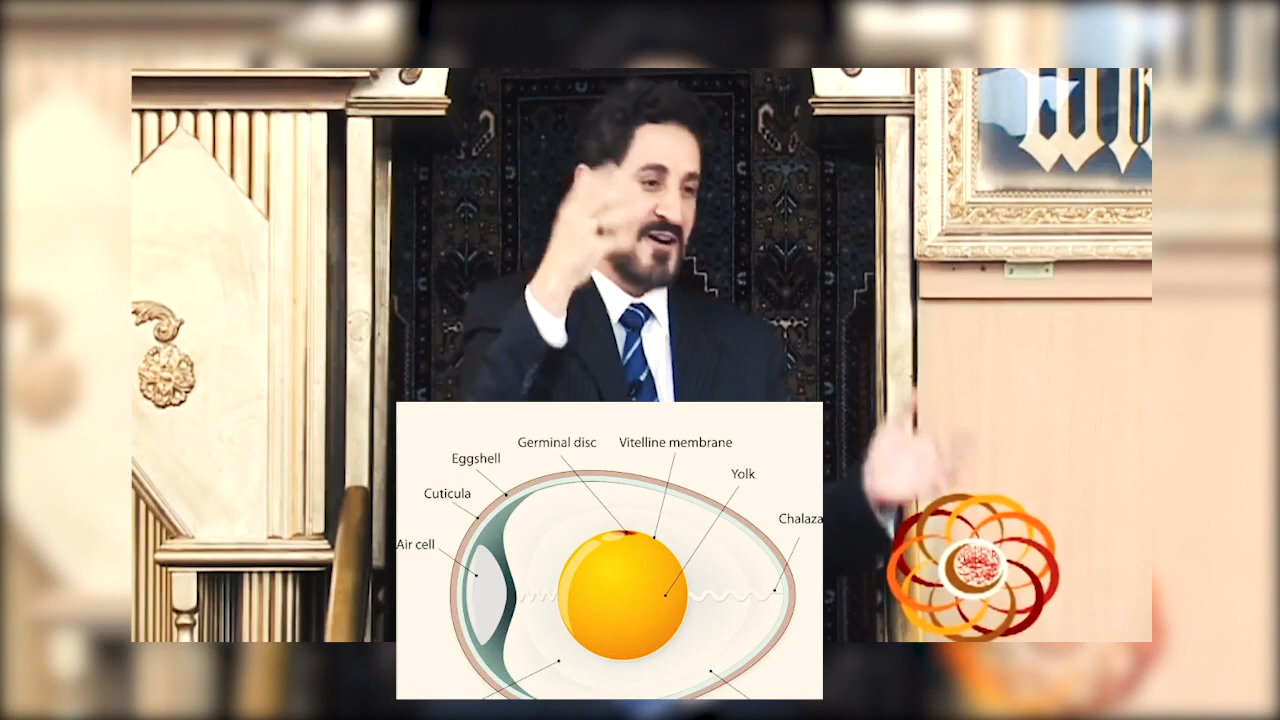 Germinal disc
Vitelline membrane
Eggshell
Yolk
Cuticula
Chalaza
Air cell